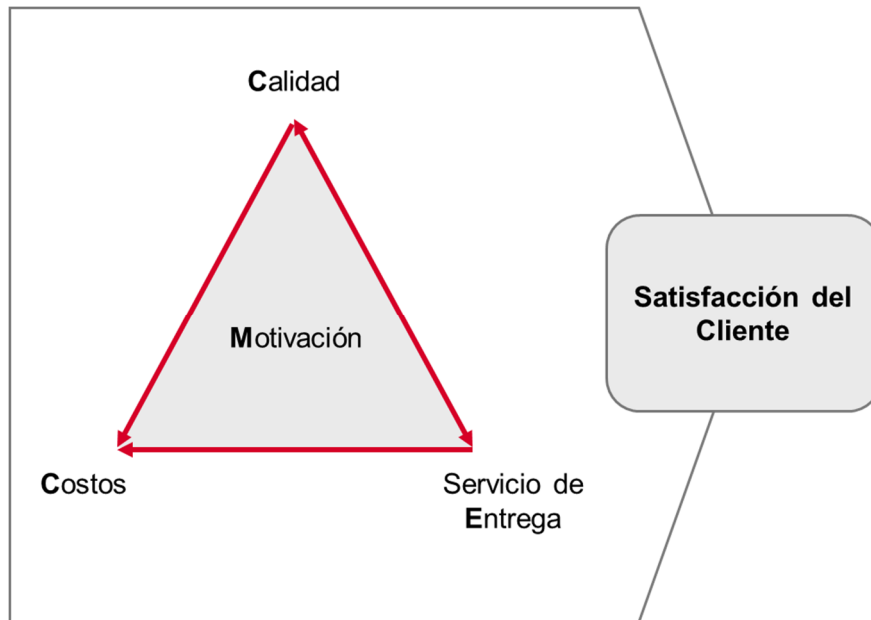 Calidad
Motivación
Satisfacción del
Cliente
Costos
Servicio de
Entrega